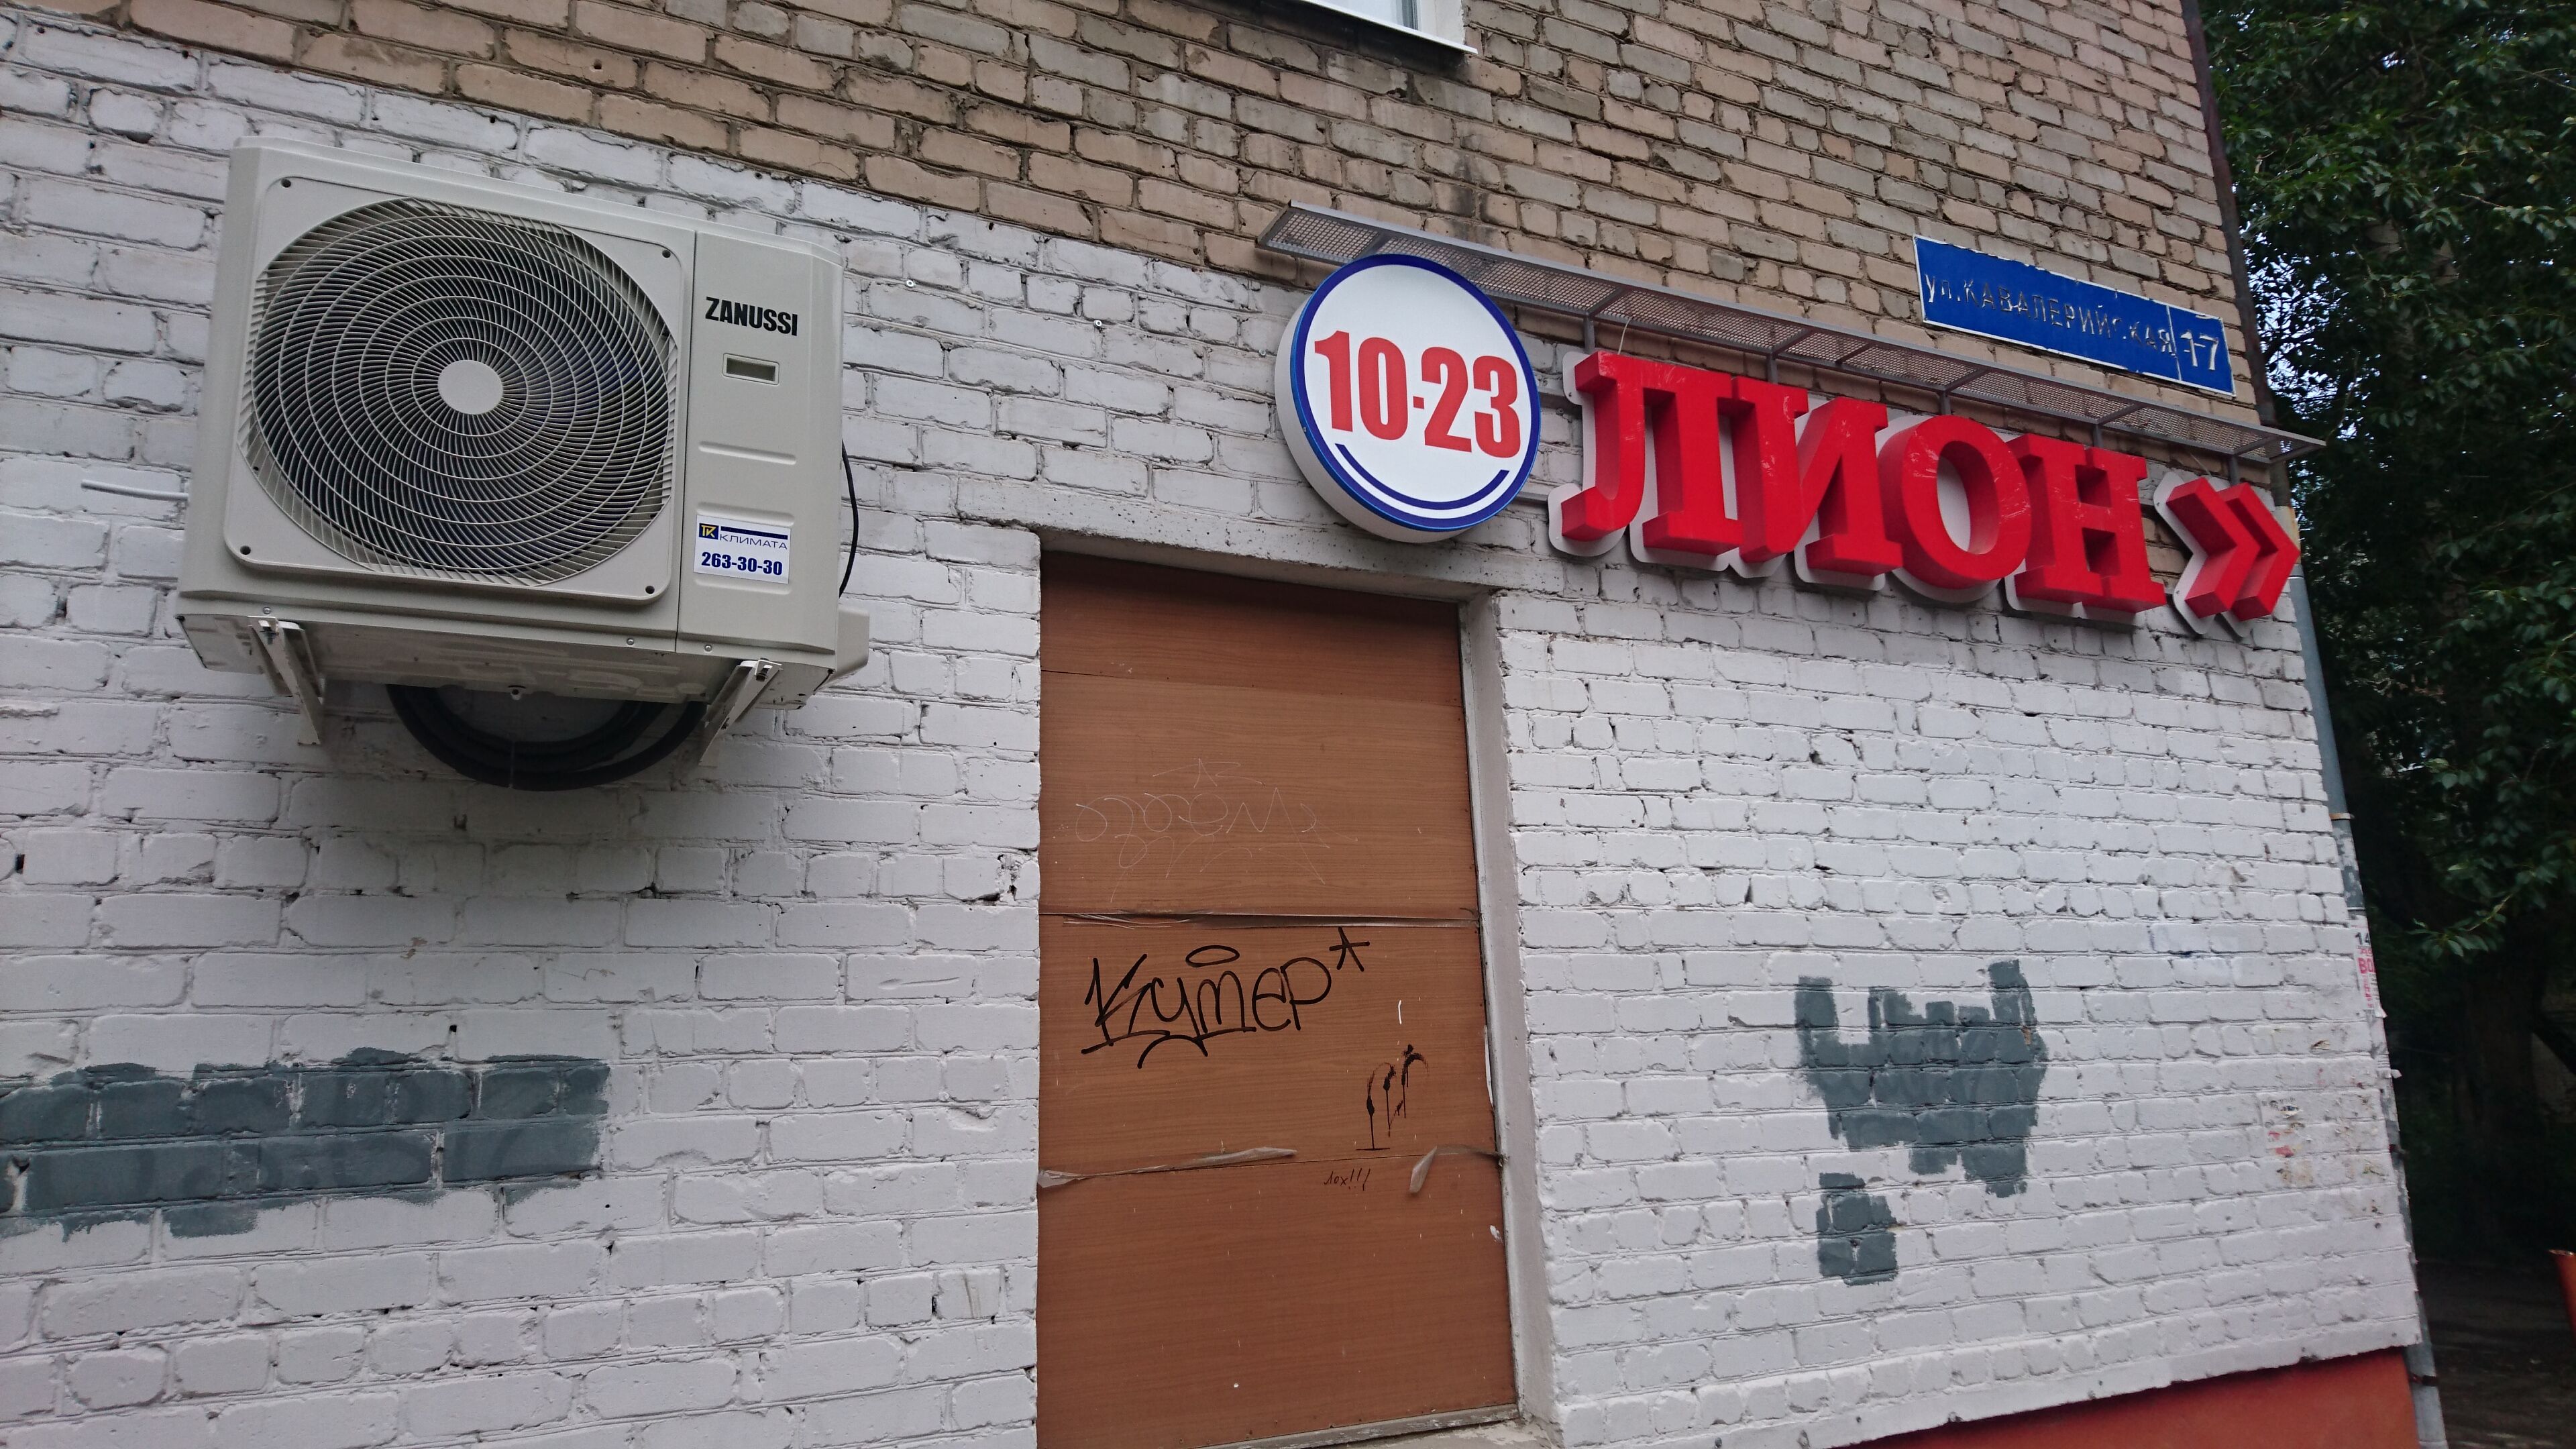 ZANUSSI
ТК КЛИМАТА
263-30-30
10-23
ЛИОН
ул. КАВАЛЕРИЙСКАЯ 17
Кутер*
лох!!!